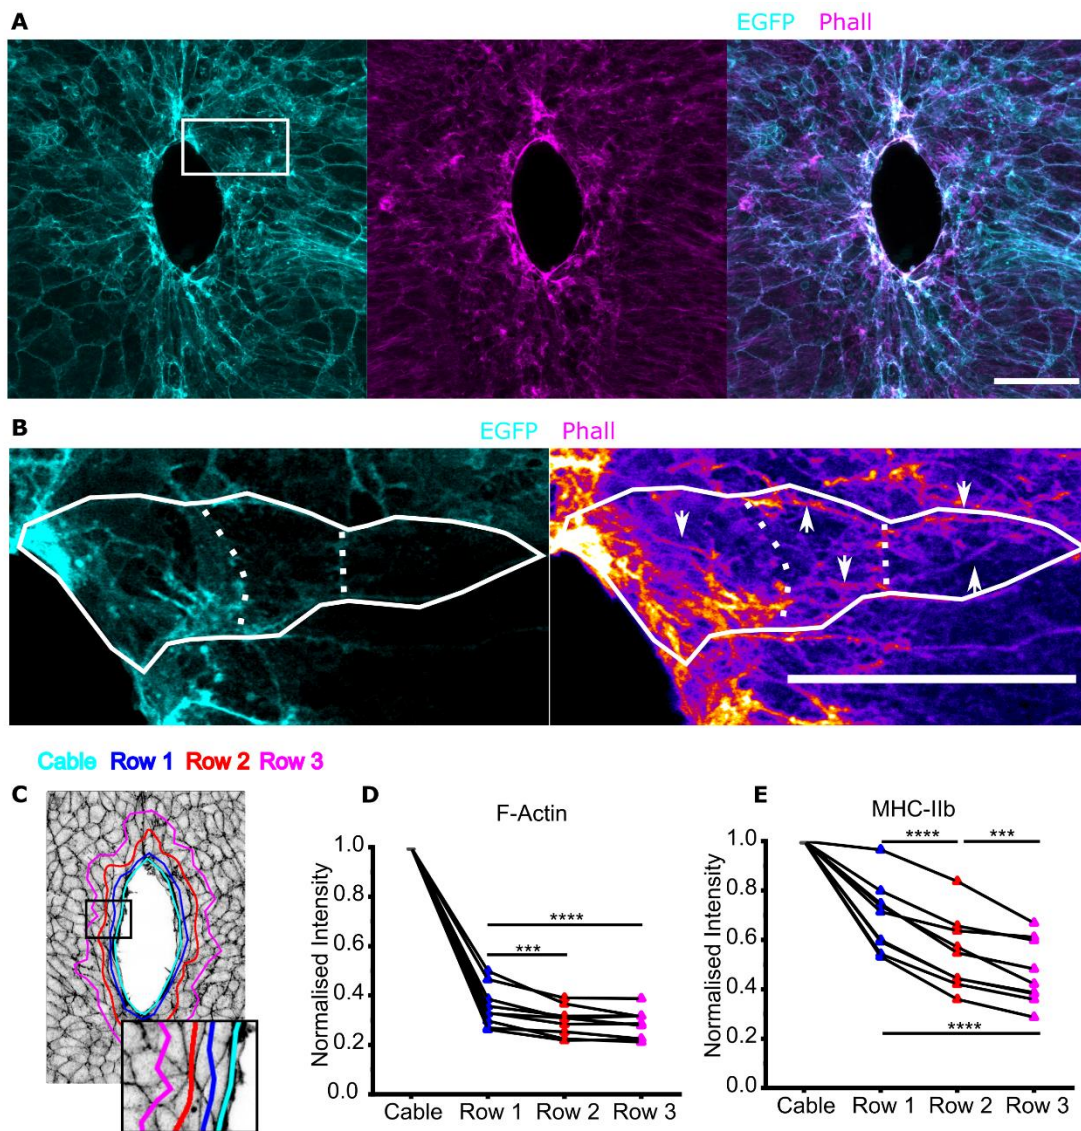 A
EGFP Phall
B
EGFP Phall
Cable Row 1 Row 2 Row 3
C
D
F-Actin
Normalised Intensity
1.0
0.8
0.6
0.4
0.2
0.0
****
***
Cable Row 1 Row 2 Row 3
E
MHC-IIb
Normalised Intensity
1.0
0.8
0.6
0.4
0.2
0.0
**** ***
****
Cable Row 1 Row 2 Row 3